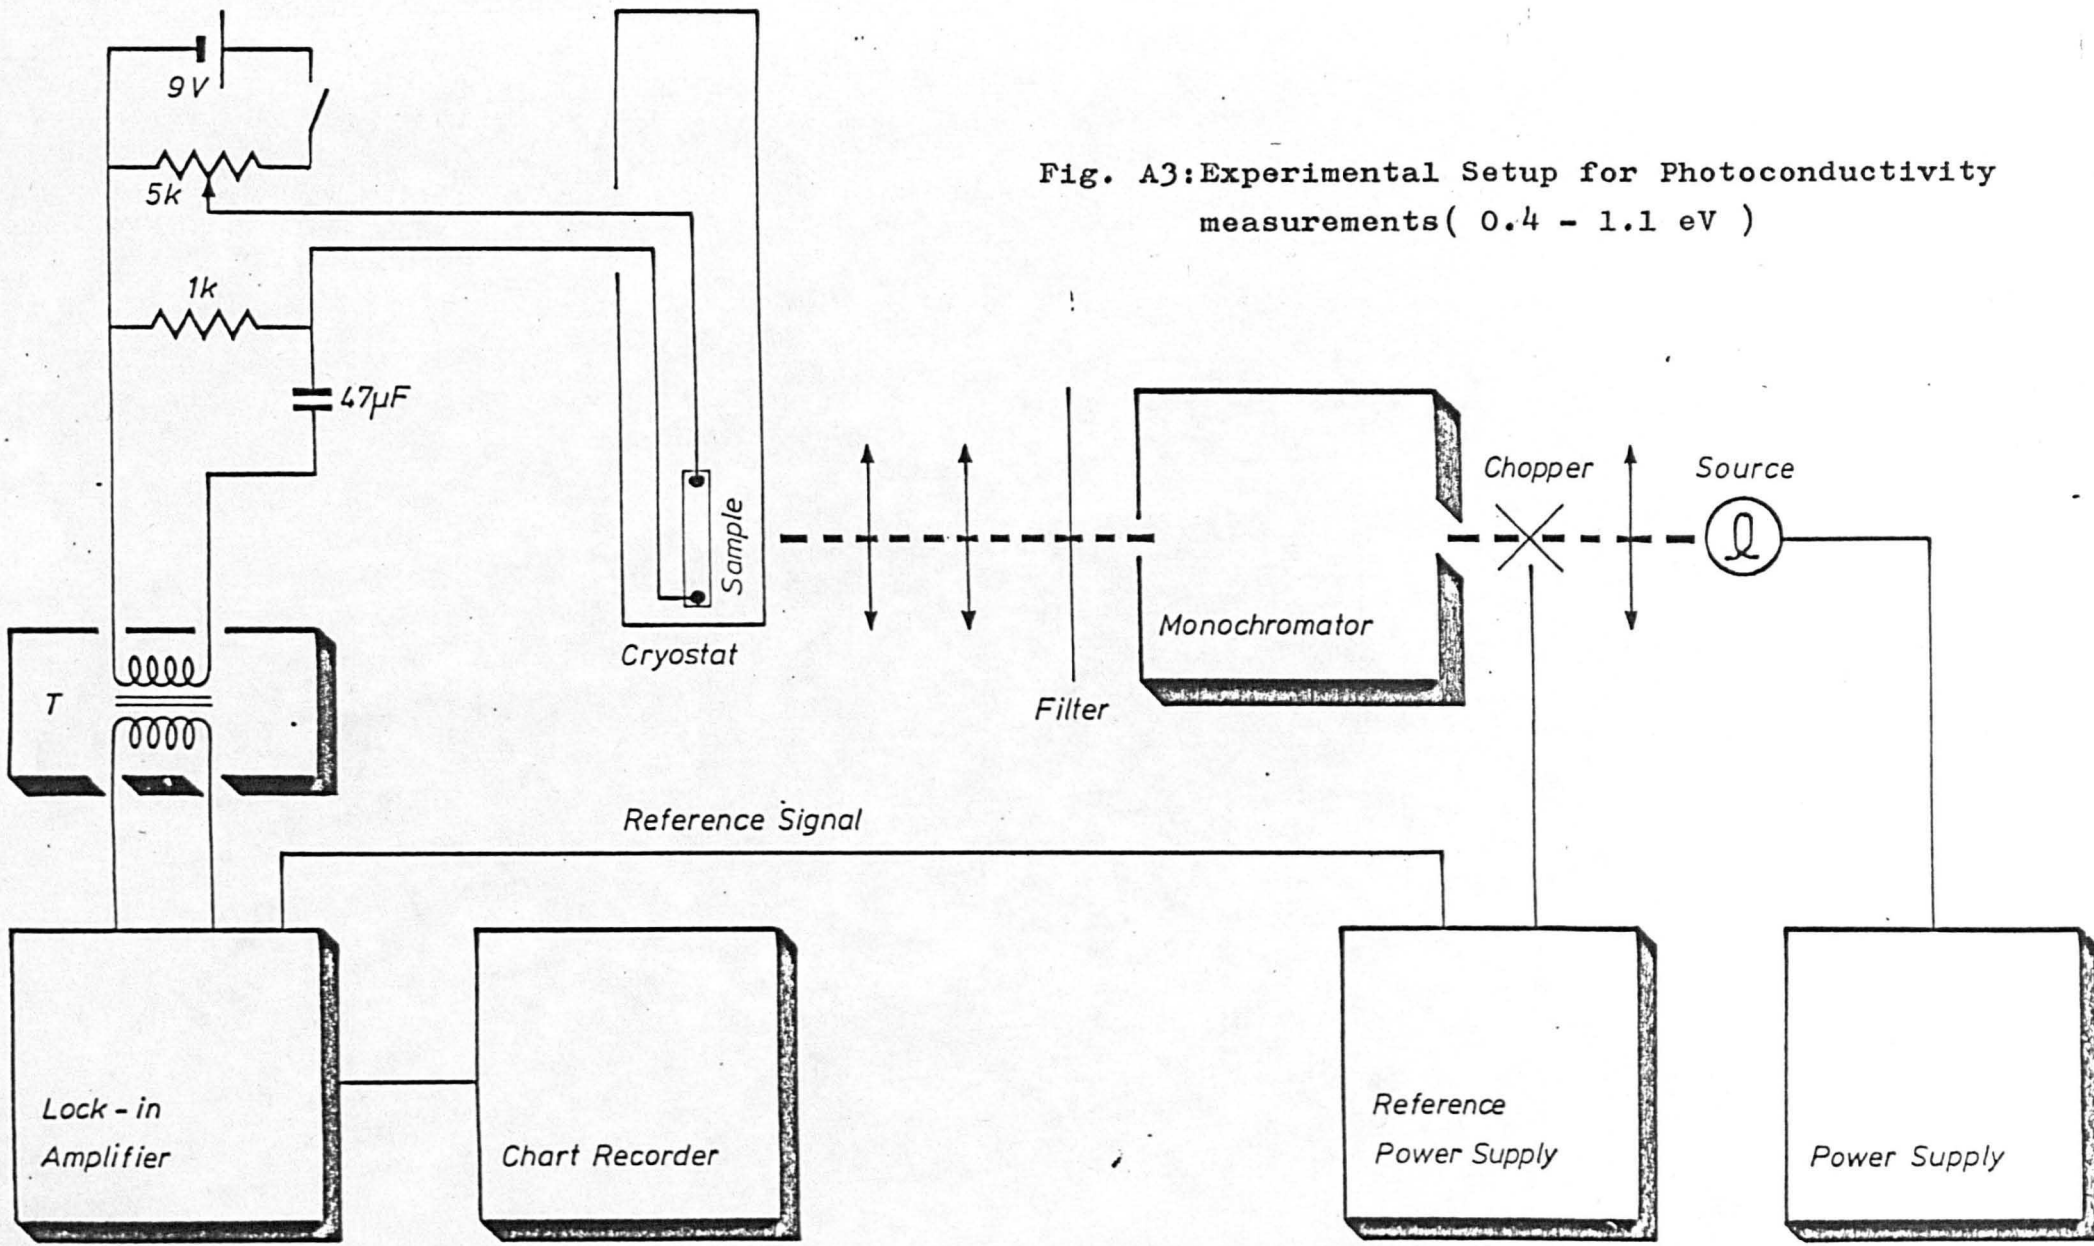 9V
5k
1k
47µF
Fig. A3:Experimental Setup for Photoconductivity
measurements( 0.4 - 1.1 eV )
Sample
Cryostat
Filter
Monochromator
Chopper
Source
T
Reference Signal
Lock - in
Amplifier
Chart Recorder
Reference
Power Supply
Power Supply